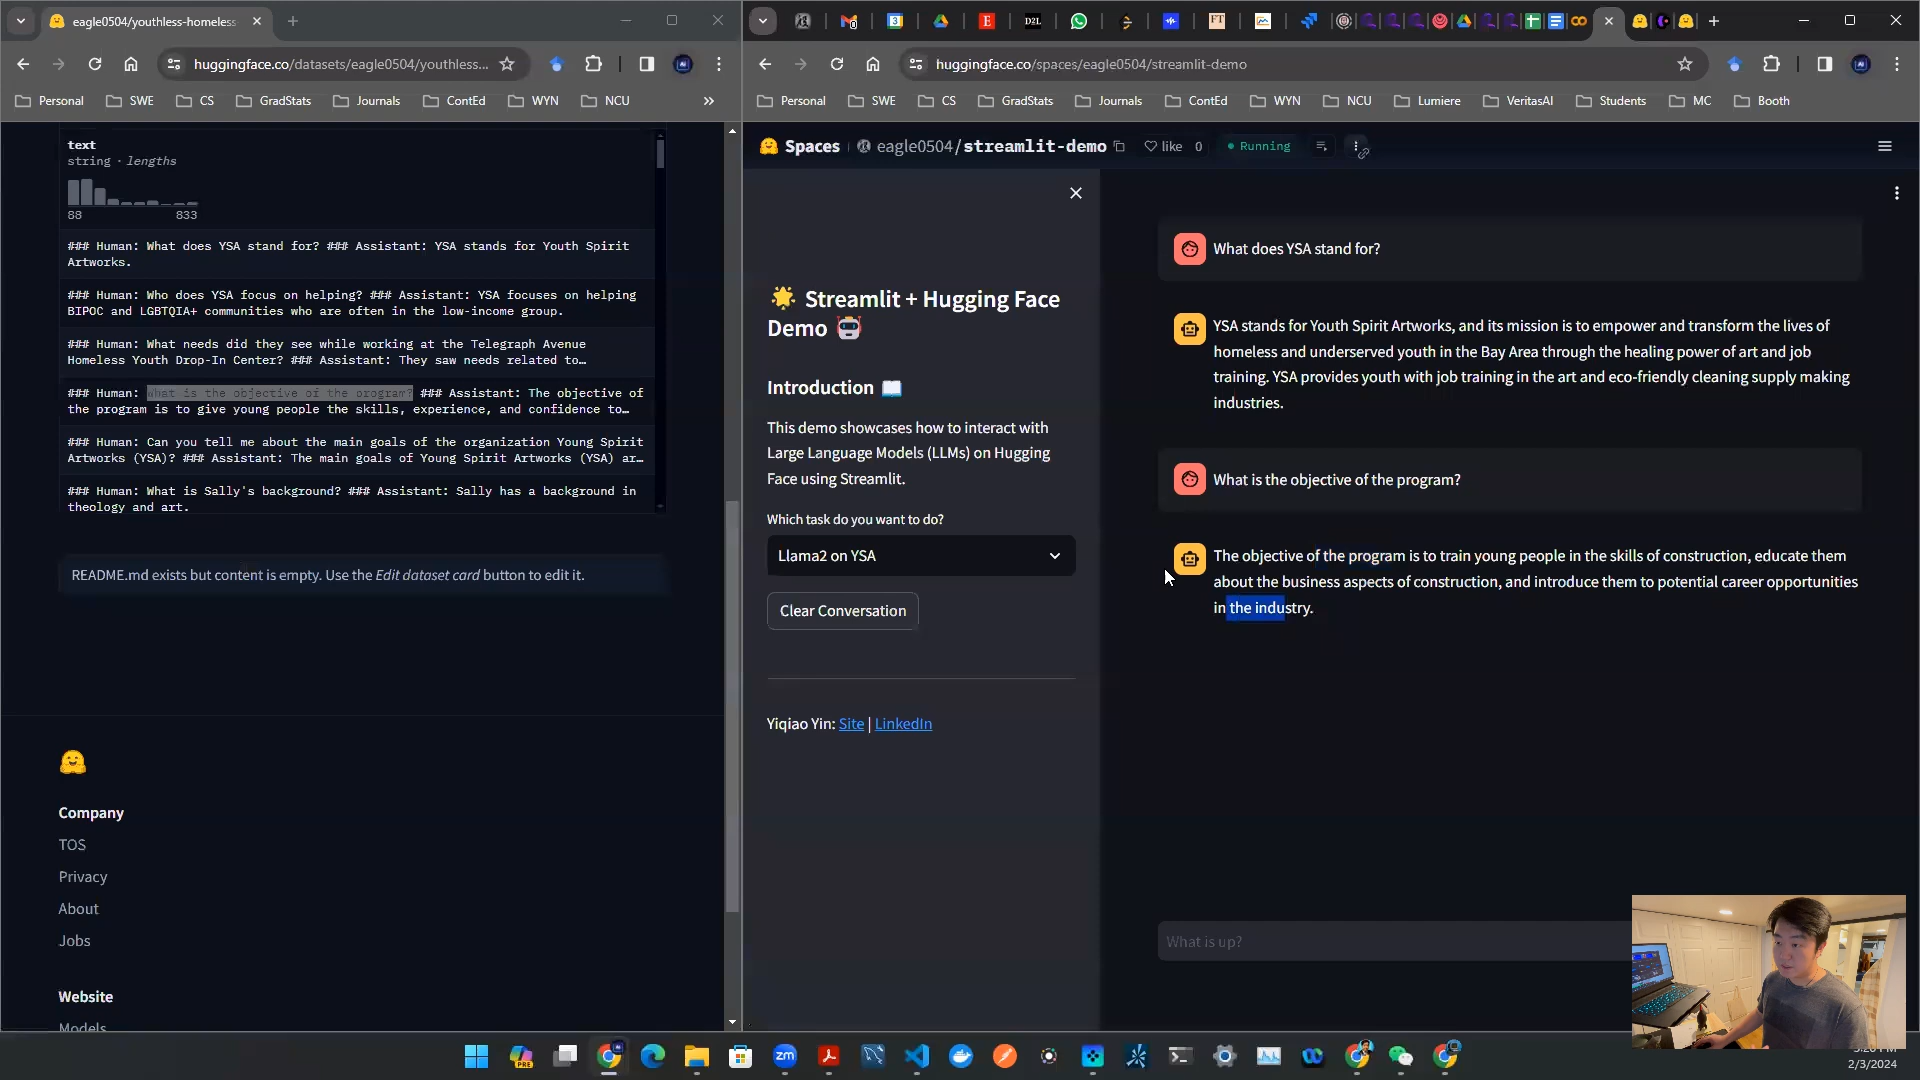 eagle0504/youthless-homeless
huggingface.co/datasets/eagle0504/youthless...
Personal SWE CS GradStats Journals ContEd WYN NCU »
text
string · lengths
88 833
### Human: What does YSA stand for? ### Assistant: YSA stands for Youth Spirit
Artworks.
### Human: Who does YSA focus on helping? ### Assistant: YSA focuses on helping
BIPOC and LGBTQIA+ communities who are often in the low-income group.
### Human: What needs did they see while working at the Telegraph Avenue
Homeless Youth Drop-In Center? ### Assistant: They saw needs related to…
### Human: What is the objective of the program? ### Assistant: The objective of
the program is to give young people the skills, experience, and confidence to…
### Human: Can you tell me about the main goals of the organization Young Spirit
Artworks (YSA)? ### Assistant: The main goals of Young Spirit Artworks (YSA) ar…
### Human: What is Sally's background? ### Assistant: Sally has a background in
theology and art.
README.md exists but content is empty. Use the Edit dataset card button to edit it.
Company
TOS
Privacy
About
Jobs
Website
Models
D2L FT
huggingface.co/spaces/eagle0504/streamlit-demo
Personal SWE CS GradStats Journals ContEd WYN NCU Lumiere VeritasAI Students MC Booth
Spaces eagle0504/streamlit-demo like 0 Running
Streamlit + Hugging Face
Demo
Introduction
This demo showcases how to interact with
Large Language Models (LLMs) on Hugging
Face using Streamlit.
Which task do you want to do?
Llama2 on YSA
Clear Conversation
Yiqiao Yin: Site | LinkedIn
What does YSA stand for?
YSA stands for Youth Spirit Artworks, and its mission is to empower and transform the lives of
homeless and underserved youth in the Bay Area through the healing power of art and job
training. YSA provides youth with job training in the art and eco-friendly cleaning supply making
industries.
What is the objective of the program?
The objective of the program is to train young people in the skills of construction, educate them
about the business aspects of construction, and introduce them to potential career opportunities
in the industry.
What is up?
PRE zm
2/3/2024